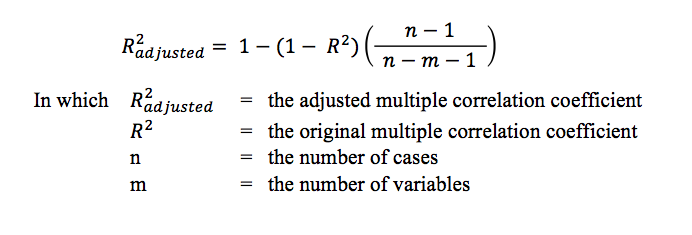 R²adjusted = 1 − (1 − R²) ( (n − 1) / (n − m − 1) )
In which R²adjusted = the adjusted multiple correlation coefficient
R² = the original multiple correlation coefficient
n = the number of cases
m = the number of variables